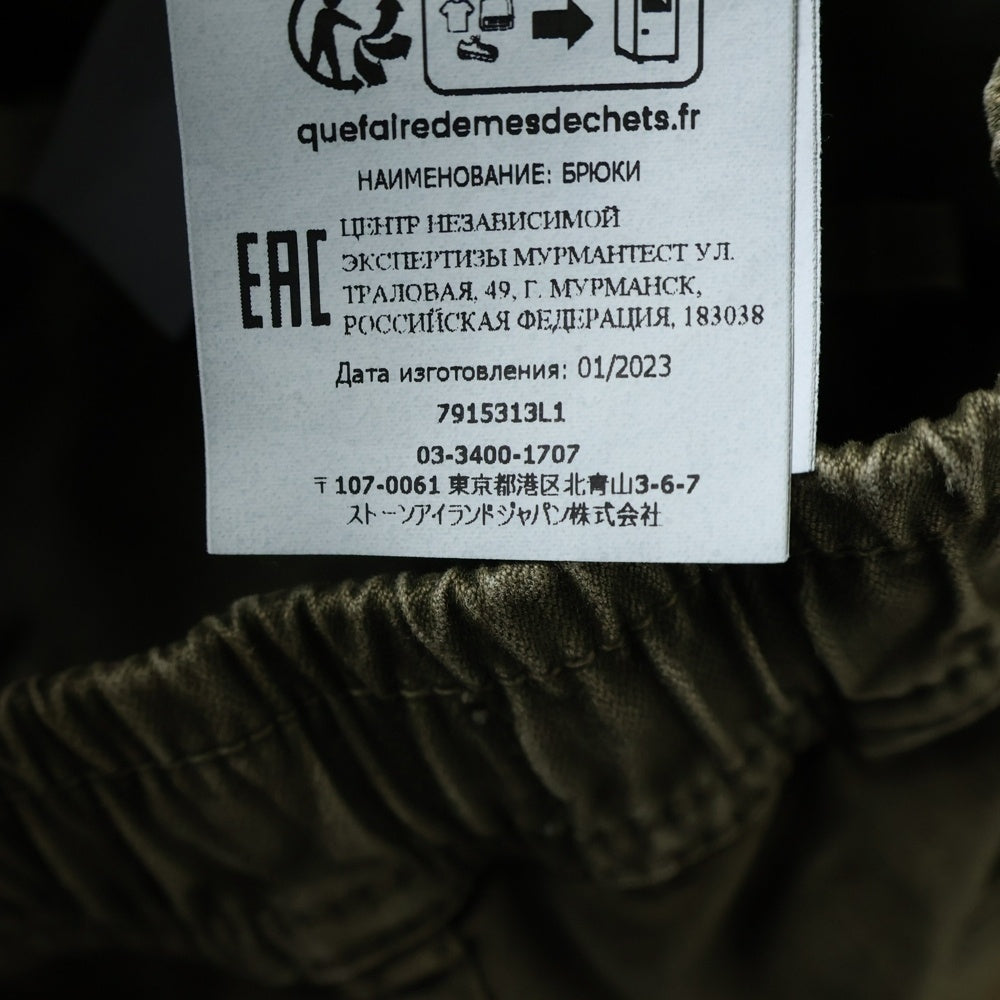 quefairedemesdechets.fr
НАИМЕНОВАНИЕ: БРЮКИ
EAC
ЦЕНТР НЕЗАВИСИМОЙ
ЭКСПЕРТИЗЫ МУРМАНТЕСТ УЛ.
ТРАЛОВАЯ, 49, Г. МУРМАНСК,
РОССИЙСКАЯ ФЕДЕРАЦИЯ, 183038
Дата изготовления: 01/2023
7915313L1
03-3400-1707
〒107-0061 東京都港区北青山3-6-7
ストーンアイランドジャパン株式会社